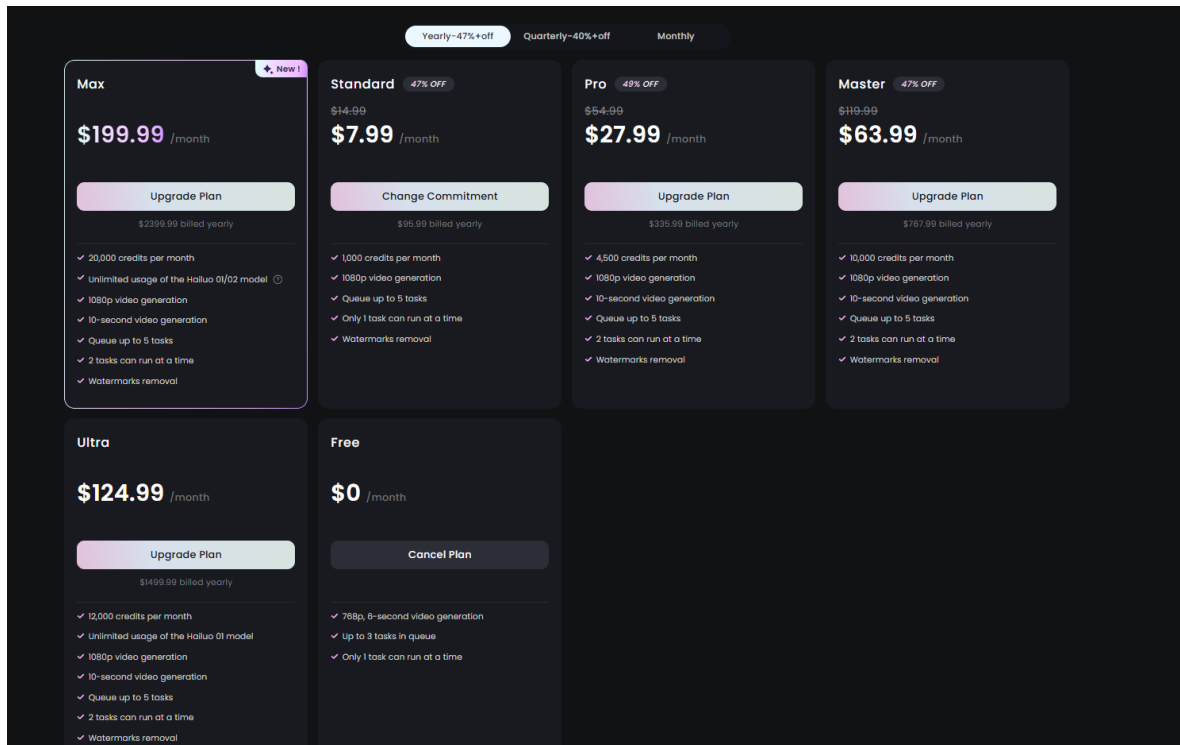 Yearly-47%+off Quarterly-40%+off Monthly
New !
Max
$199.99 /month
Upgrade Plan
$2399.99 billed yearly
20,000 credits per month
Unlimited usage of the Hailuo 01/02 model ?
1080p video generation
10-second video generation
Queue up to 5 tasks
2 tasks can run at a time
Watermarks removal
Standard 47% OFF
$14.99
$7.99 /month
Change Commitment
$95.99 billed yearly
1,000 credits per month
1080p video generation
Queue up to 5 tasks
Only 1 task can run at a time
Watermarks removal
Pro 49% OFF
$54.99
$27.99 /month
Upgrade Plan
$335.99 billed yearly
4,500 credits per month
1080p video generation
10-second video generation
Queue up to 5 tasks
2 tasks can run at a time
Watermarks removal
Master 47% OFF
$119.99
$63.99 /month
Upgrade Plan
$767.99 billed yearly
10,000 credits per month
1080p video generation
10-second video generation
Queue up to 5 tasks
2 tasks can run at a time
Watermarks removal
Ultra
$124.99 /month
Upgrade Plan
$1499.99 billed yearly
12,000 credits per month
Unlimited usage of the Hailuo 01 model
1080p video generation
10-second video generation
Queue up to 5 tasks
2 tasks can run at a time
Watermarks removal
Free
$0 /month
Cancel Plan
768p, 6-second video generation
Up to 3 tasks in queue
Only 1 task can run at a time